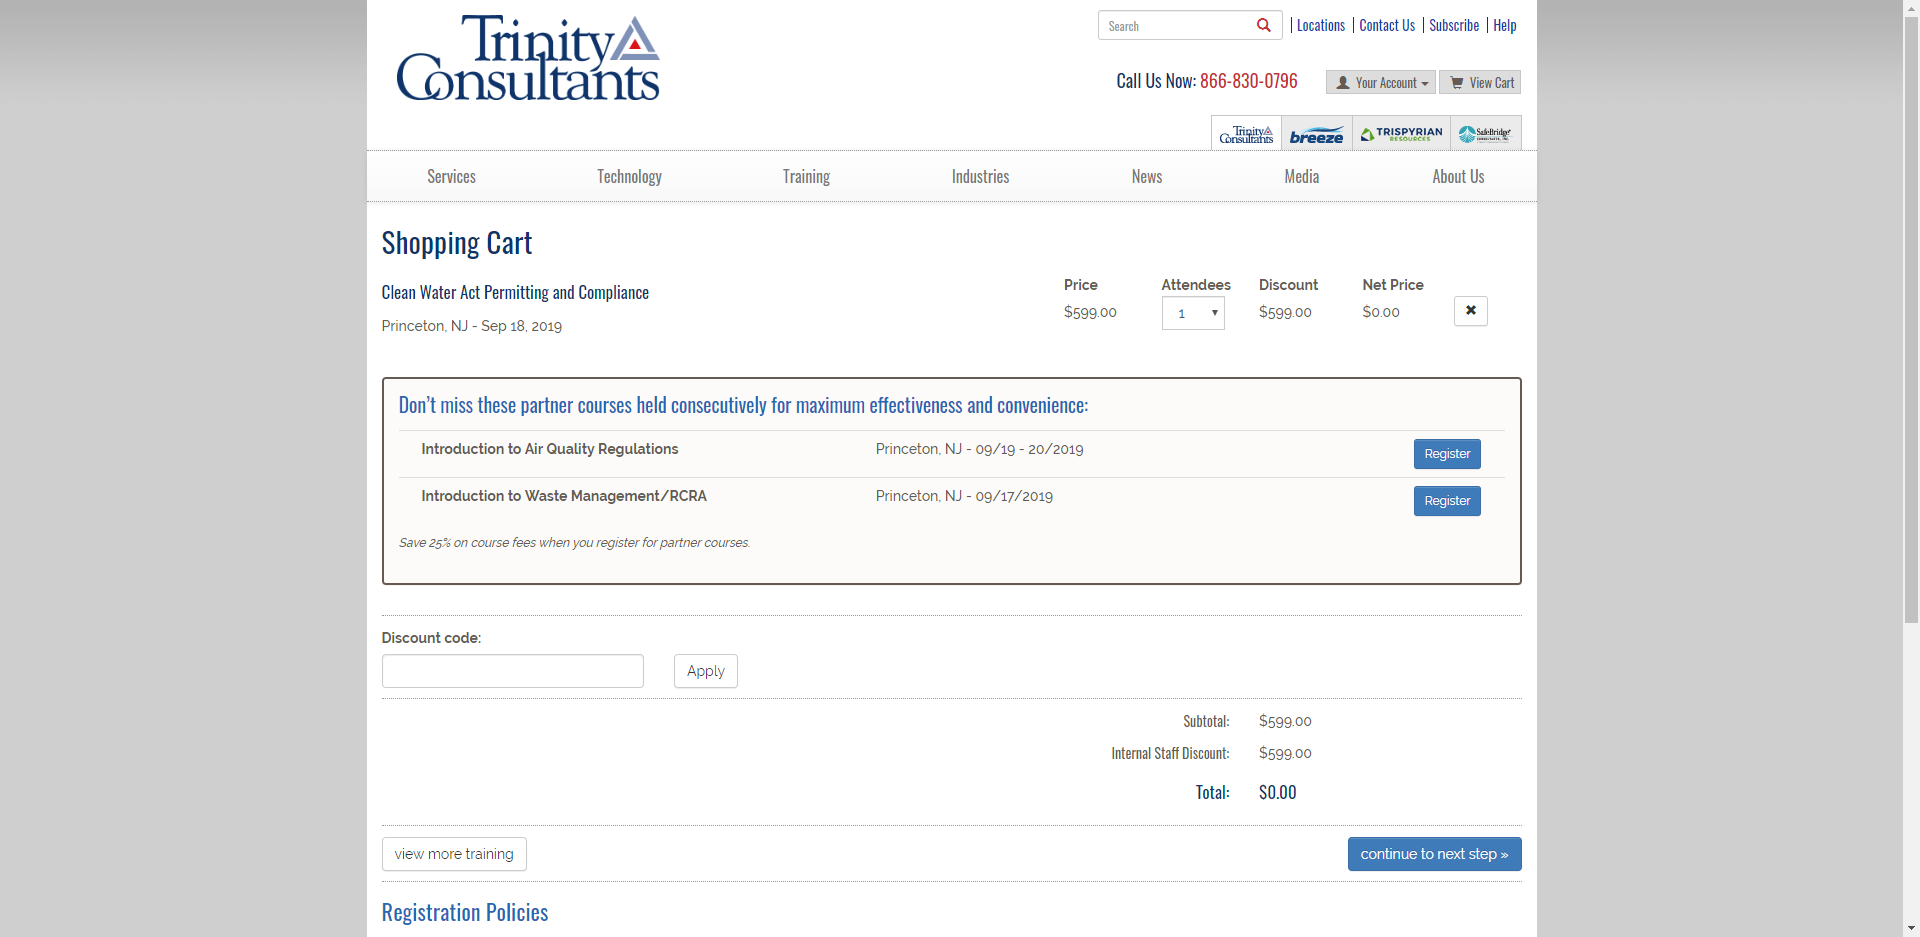 Trinity
Consultants
Search
Locations
Contact Us
Subscribe
Help
Call Us Now: 866-830-0796
Your Account
View Cart
Trinity
Consultants
breeze
TRISPYRIAN
RESOURCES
SafeBridge
Services
Technology
Training
Industries
News
Media
About Us
Shopping Cart
Clean Water Act Permitting and Compliance
Princeton, NJ - Sep 18, 2019
Price
Attendees
Discount
Net Price
$599.00
1
$599.00
$0.00
Don't miss these partner courses held consecutively for maximum effectiveness and convenience:
Introduction to Air Quality Regulations
Princeton, NJ - 09/19 - 20/2019
Register
Introduction to Waste Management/RCRA
Princeton, NJ - 09/17/2019
Register
Save 25% on course fees when you register for partner courses.
Discount code:
Apply
Subtotal: $599.00
Internal Staff Discount: $599.00
Total: $0.00
view more training
continue to next step »
Registration Policies